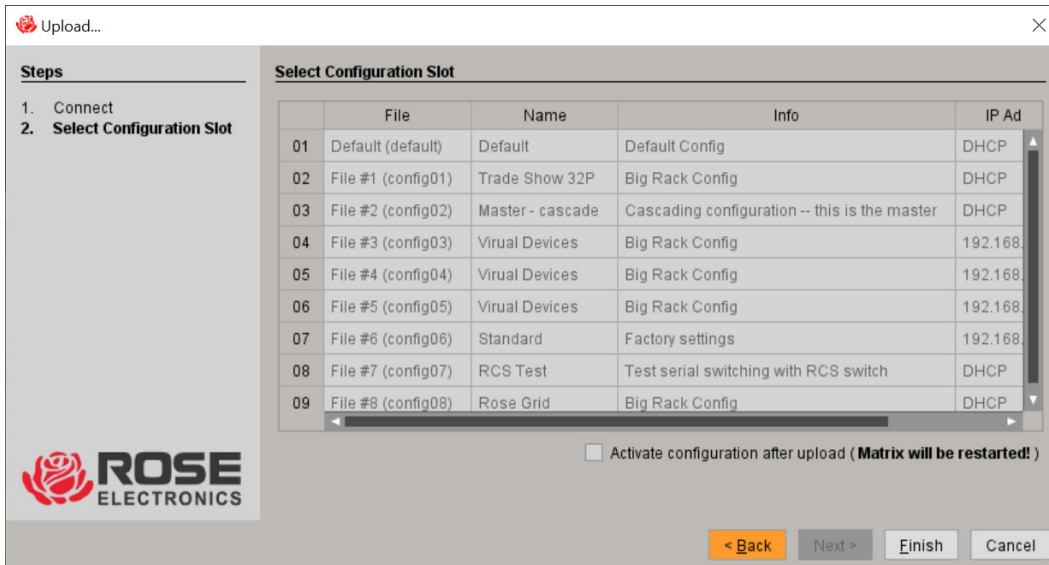 Upload...
Steps
1. Connect
2. Select Configuration Slot
Select Configuration Slot
File Name Info IP Ad
01 Default (default) Default Default Config DHCP
02 File #1 (config01) Trade Show 32P Big Rack Config DHCP
03 File #2 (config02) Master - cascade Cascading configuration -- this is the master DHCP
04 File #3 (config03) Virual Devices Big Rack Config 192.168.
05 File #4 (config04) Virual Devices Big Rack Config 192.168.
06 File #5 (config05) Virual Devices Big Rack Config 192.168.
07 File #6 (config06) Standard Factory settings 192.168.
08 File #7 (config07) RCS Test Test serial switching with RCS switch DHCP
09 File #8 (config08) Rose Grid Big Rack Config DHCP
Activate configuration after upload ( Matrix will be restarted! )
ROSE
ELECTRONICS
< Back Next > Finish Cancel